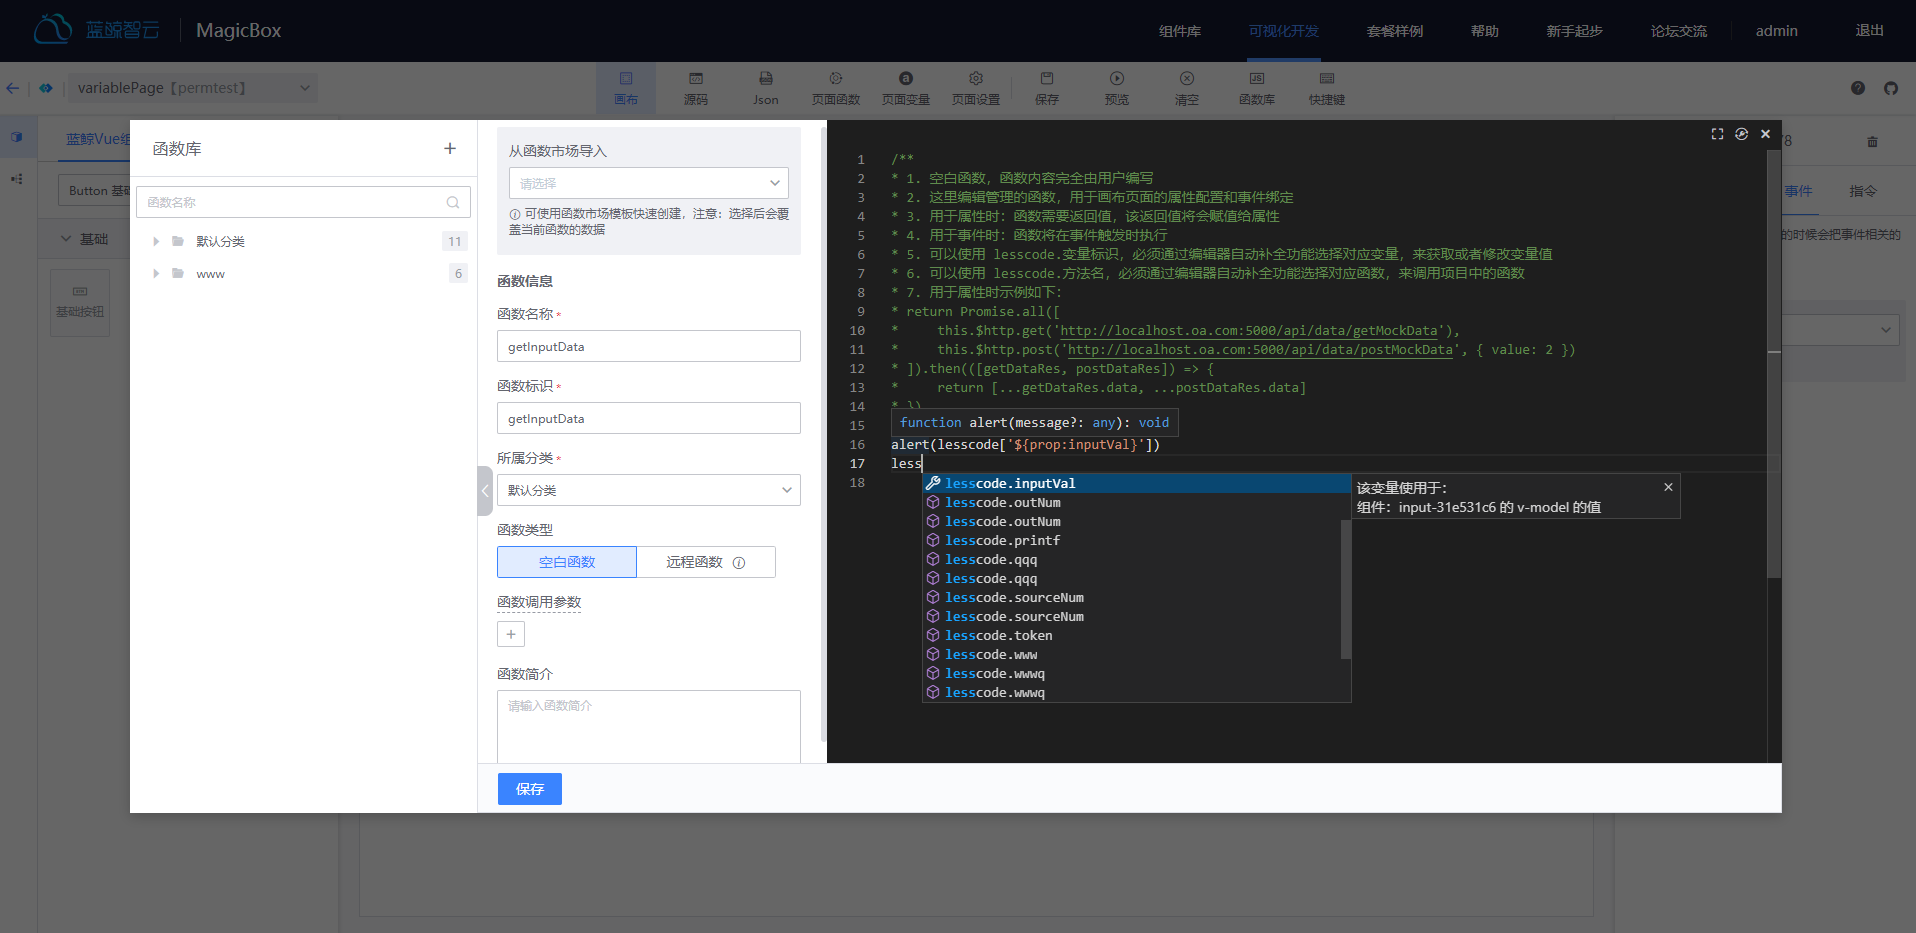 蓝鲸智云
MagicBox
组件库
可视化开发
套餐样例
帮助
新手起步
论坛交流
admin
退出
variablePage【permtest】
画布
源码
Json
页面函数
页面变量
页面设置
保存
预览
清空
函数库
快捷键
蓝鲸Vue组
Button 基础
基础
基础按钮
函数库
函数名称
默认分类 11
www 6
从函数市场导入
请选择
可使用函数市场模板快速创建，注意：选择后会覆
盖当前函数的数据
函数信息
函数名称 *
getInputData
函数标识 *
getInputData
所属分类 *
默认分类
函数类型
空白函数
远程函数
函数调用参数
+
函数简介
请输入函数简介
保存
1 /**
2 * 1. 空白函数，函数内容完全由用户编写
3 * 2. 这里编辑管理的函数，用于画布页面的属性配置和事件绑定
4 * 3. 用于属性时：函数需要返回值，该返回值将会赋值给属性
5 * 4. 用于事件时：函数将在事件触发时执行
6 * 5. 可以使用 lesscode.变量标识，必须通过编辑器自动补全功能选择对应变量，来获取或者修改变量值
7 * 6. 可以使用 lesscode.方法名，必须通过编辑器自动补全功能选择对应函数，来调用项目中的函数
8 * 7. 用于属性时示例如下：
9 * return Promise.all([
10 *     this.$http.get('http://localhost.oa.com:5000/api/data/getMockData'),
11 *     this.$http.post('http://localhost.oa.com:5000/api/data/postMockData', { value: 2 })
12 * ]).then(([getDataRes, postDataRes]) => {
13 *     return [...getDataRes.data, ...postDataRes.data]
14 * })
15
function alert(message?: any): void
16 alert(lesscode['${prop:inputVal}'])
17 less
18
lesscode.inputVal
lesscode.outNum
lesscode.outNum
lesscode.printf
lesscode.qqq
lesscode.qqq
lesscode.sourceNum
lesscode.sourceNum
lesscode.token
lesscode.www
lesscode.wwwq
lesscode.wwwq
该变量使用于：
组件：input-31e531c6 的 v-model 的值
事件
指令
的时候会把事件相关的